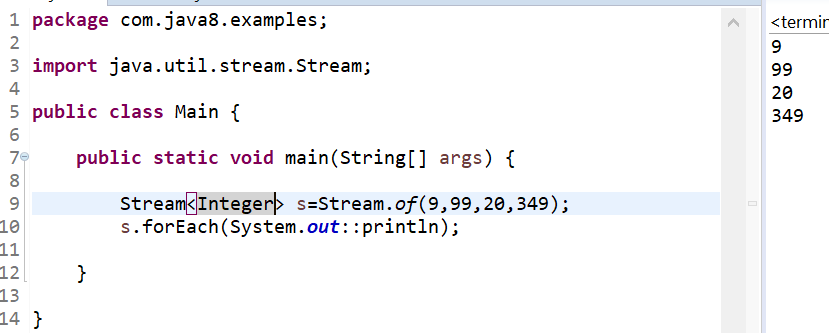 1 package com.java8.examples;
2
3 import java.util.stream.Stream;
4
5 public class Main {
6
7 public static void main(String[] args) {
8
9 Stream<Integer> s=Stream.of(9,99,20,349);
10 s.forEach(System.out::println);
11
12 }
13
14 }
<termin
9
99
20
349